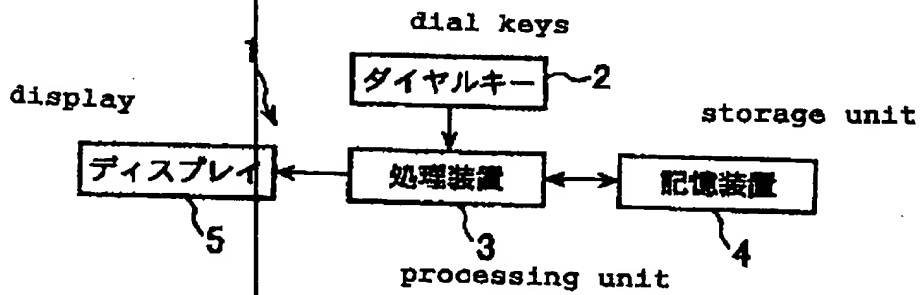 dial keys
1
ダイヤルキー
2
display
storage unit
ディスプレイ
処理装置
記憶装置
5
3
4
processing unit